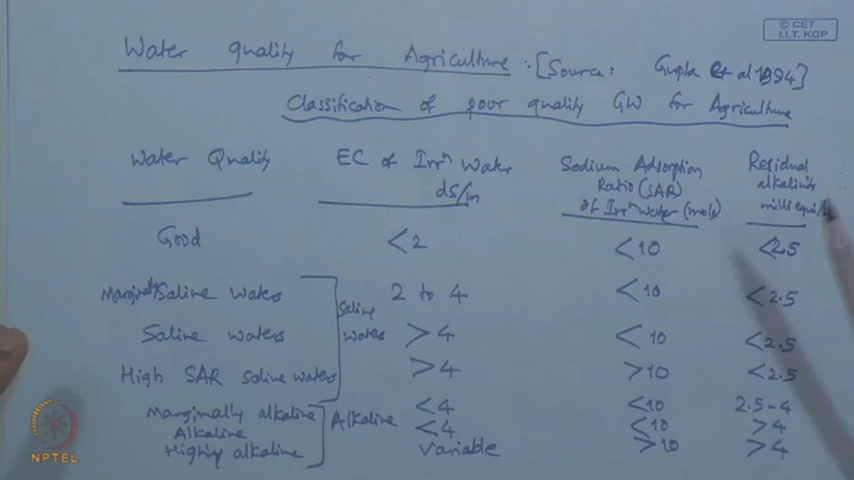 © CET
I.I.T. KGP
Water quality for Agriculture : [Source: Gupta et al 1994]
Classification of poor quality GW for Agriculture
Water Quality EC of Irrⁿ Water dS/m Sodium Adsorption Ratio (SAR) of Irrⁿ Water (mole) Residual alkalinity milli equi/
Good <2 <10 <2.5
Marginally Saline waters 2 to 4 <10 <2.5
Saline waters >4 <10 <2.5
High SAR saline waters >4 >10 <2.5
Saline waters
Marginally alkaline <4 <10 2.5-4
Alkaline <4 <10 >4
Highly alkaline variable >10 >4
Alkaline
NPTEL